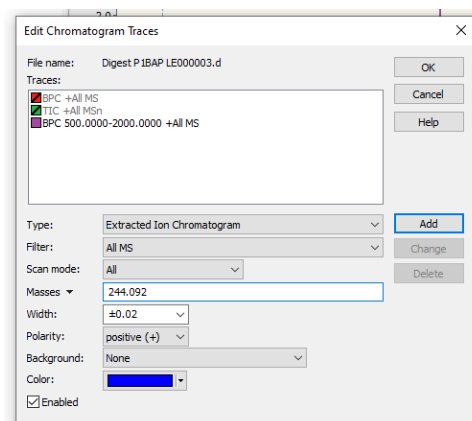 2.0
Edit Chromatogram Traces
File name: Digest P1BAP LE000003.d
OK
Traces:
Cancel
BPC +All MS
TIC +All MSn
BPC 500.0000-2000.0000 +All MS
Help
Type: Extracted Ion Chromatogram
Add
Filter: All MS
Change
Scan mode: All
Delete
Masses 244.092
Width: ±0.02
Polarity: positive (+)
Background: None
Color:
Enabled